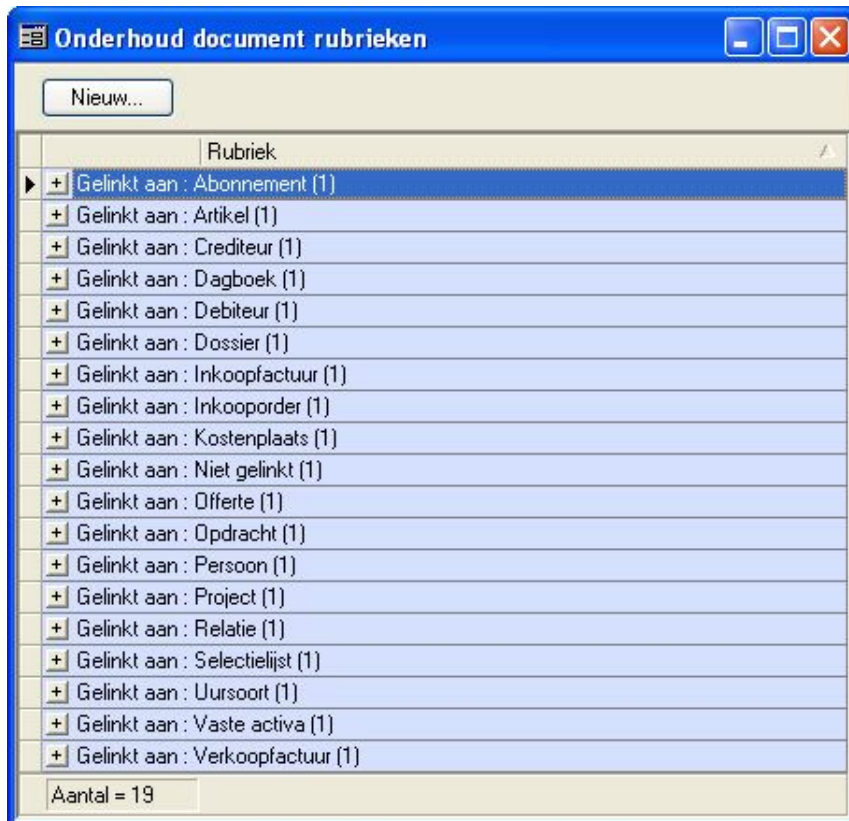 Onderhoud document rubrieken
Nieuw...
Rubriek
Gelinkt aan : Abonnement (1)
Gelinkt aan : Artikel (1)
Gelinkt aan : Crediteur (1)
Gelinkt aan : Dagboek (1)
Gelinkt aan : Debiteur (1)
Gelinkt aan : Dossier (1)
Gelinkt aan : Inkoopfactuur (1)
Gelinkt aan : Inkooporder (1)
Gelinkt aan : Kostenplaats (1)
Gelinkt aan : Niet gelinkt (1)
Gelinkt aan : Offerte (1)
Gelinkt aan : Opdracht (1)
Gelinkt aan : Persoon (1)
Gelinkt aan : Project (1)
Gelinkt aan : Relatie (1)
Gelinkt aan : Selectielijst (1)
Gelinkt aan : Uursoort (1)
Gelinkt aan : Vaste activa (1)
Gelinkt aan : Verkoopfactuur (1)
Aantal = 19